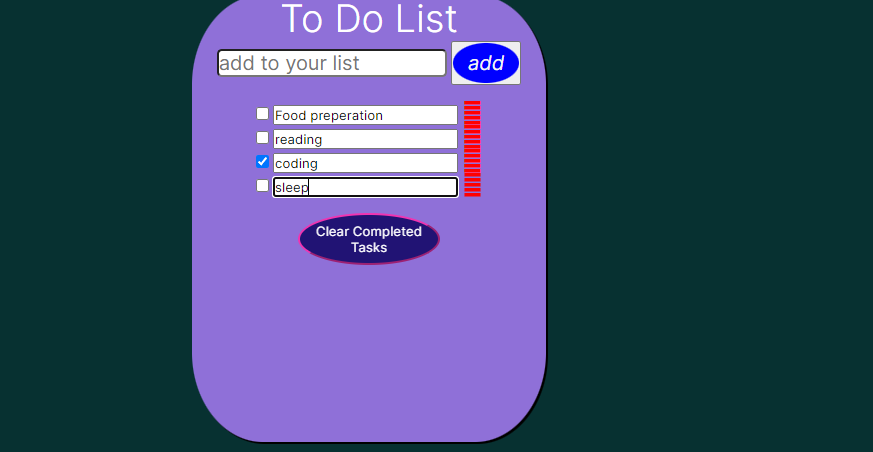 To Do List
add to your list
add
Food preperation
reading
coding
sleep
Clear Completed
Tasks